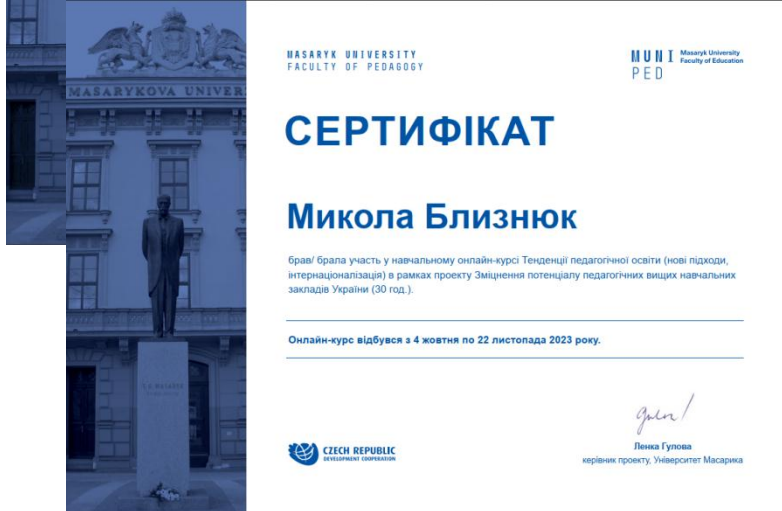 MASARYKOVA UNIVER
MASARYK UNIVERSITY
FACULTY OF PEDAGOGY
MUNI
PED
Masaryk University
Faculty of Education
СЕРТИФІКАТ
Микола Близнюк
брав/ брала участь у навчальному онлайн-курсі Тенденції педагогічної освіти (нові підходи,
інтернаціоналізація) в рамках проекту Зміцнення потенціалу педагогічних вищих навчальних
закладів України (30 год.).
Онлайн-курс відбувся з 4 жовтня по 22 листопада 2023 року.
CZECH REPUBLIC
DEVELOPMENT COOPERATION
Ленка Гулова
керівник проекту, Університет Масарика